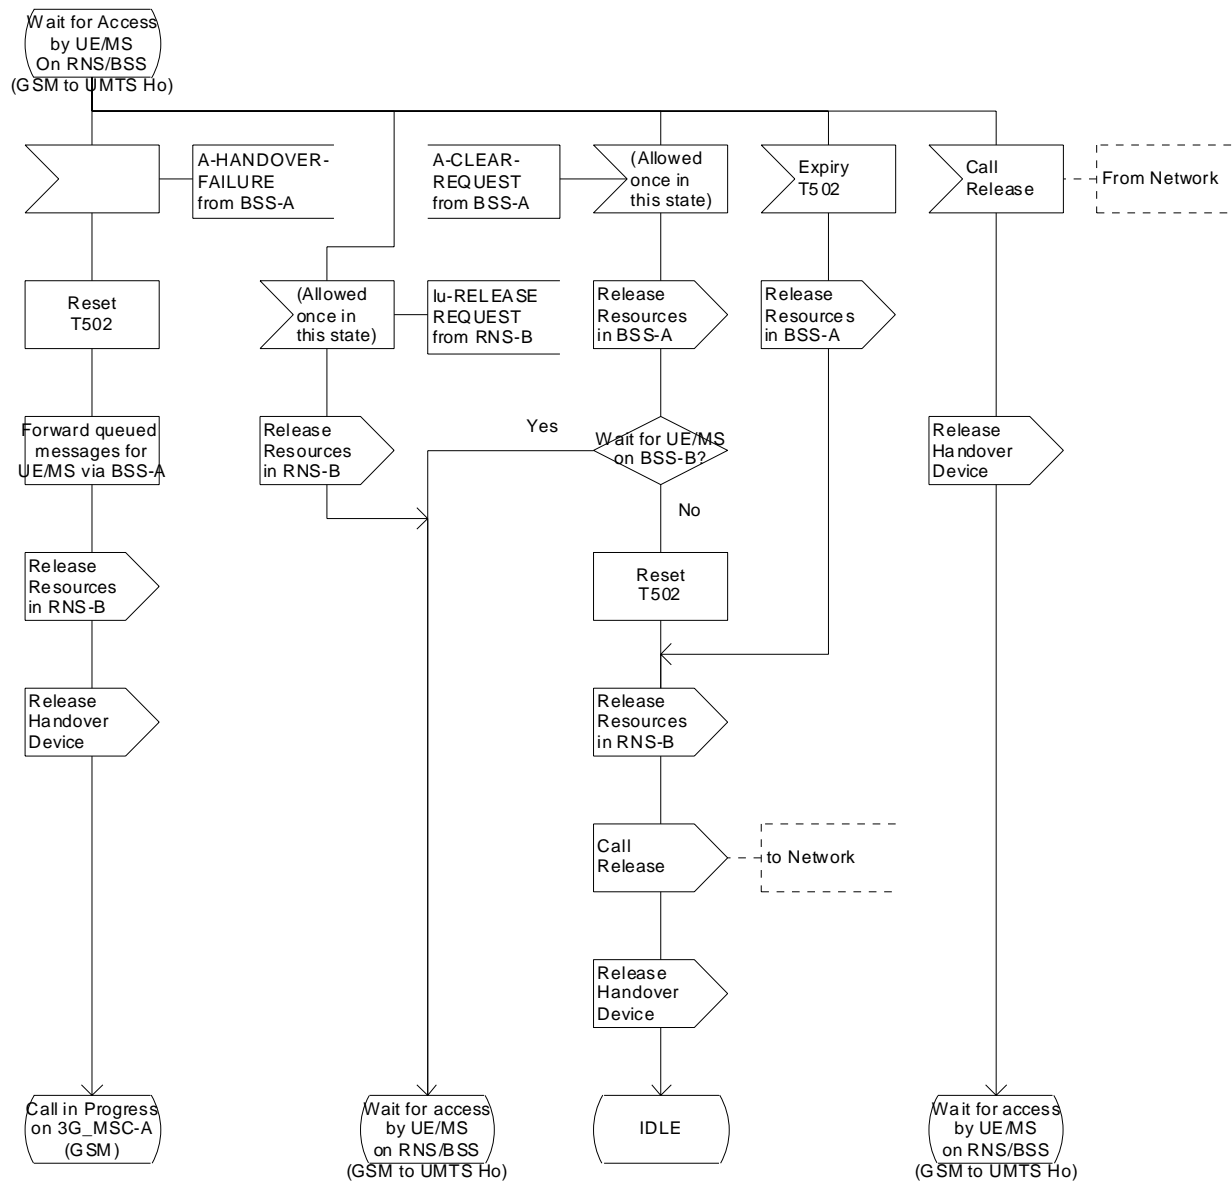 Wait for Access
by UE/MS
On RNS/BSS
(GSM to UMTS Ho)
A-HANDOVER-
FAILURE
from BSS-A
A-CLEAR-
REQUEST
from BSS-A
(Allowed
once in
this state)
Expiry
T502
Call
Release
From Network
Reset
T502
(Allowed
once in
this state)
Iu-RELEASE
REQUEST
from RNS-B
Release
Resources
in BSS-A
Release
Resources
in BSS-A
Forward queued
messages for
UE/MS via BSS-A
Release
Resources
in RNS-B
Yes
Wait for UE/MS
on BSS-B?
No
Release
Handover
Device
Release
Resources
in RNS-B
Reset
T502
Release
Handover
Device
Release
Resources
in RNS-B
Call
Release
to Network
Release
Handover
Device
Call in Progress
on 3G_MSC-A
(GSM)
Wait for access
by UE/MS
on RNS/BSS
(GSM to UMTS Ho)
IDLE
Wait for access
by UE/MS
on RNS/BSS
(GSM to UMTS Ho)